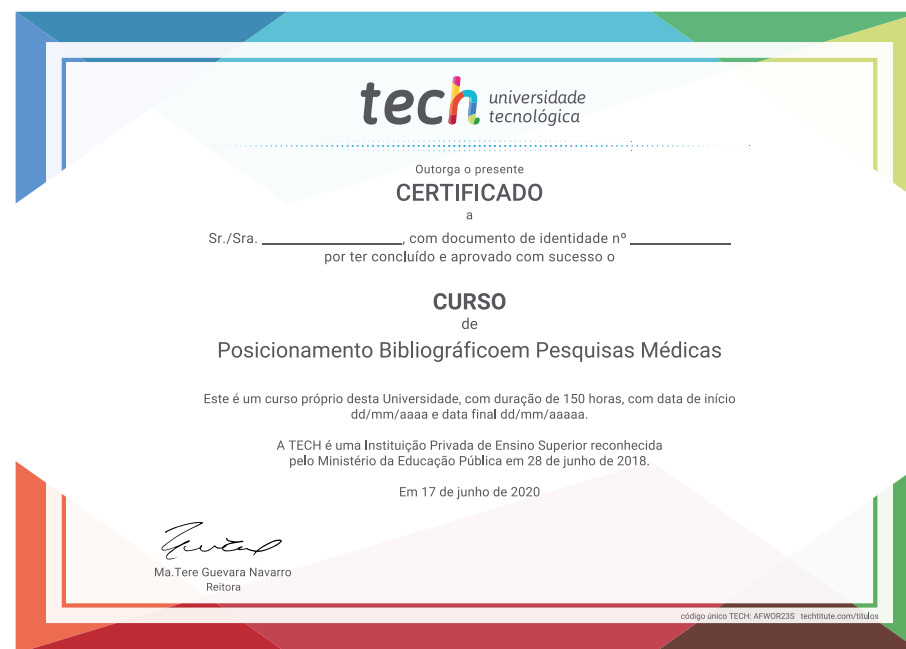 tech universidade
tecnológica
Outorga o presente
CERTIFICADO
a
Sr./Sra. ________________, com documento de identidade nº ____________
por ter concluído e aprovado com sucesso o
CURSO
de
Posicionamento Bibliográficoem Pesquisas Médicas
Este é um curso próprio desta Universidade, com duração de 150 horas, com data de início
dd/mm/aaaa e data final dd/mm/aaaaa.
A TECH é uma Instituição Privada de Ensino Superior reconhecida
pelo Ministério da Educação Pública em 28 de junho de 2018.
Em 17 de junho de 2020
Ma.Tere Guevara Navarro
Reitora
código único TECH: AFWOR23S techtitute.com/titulos